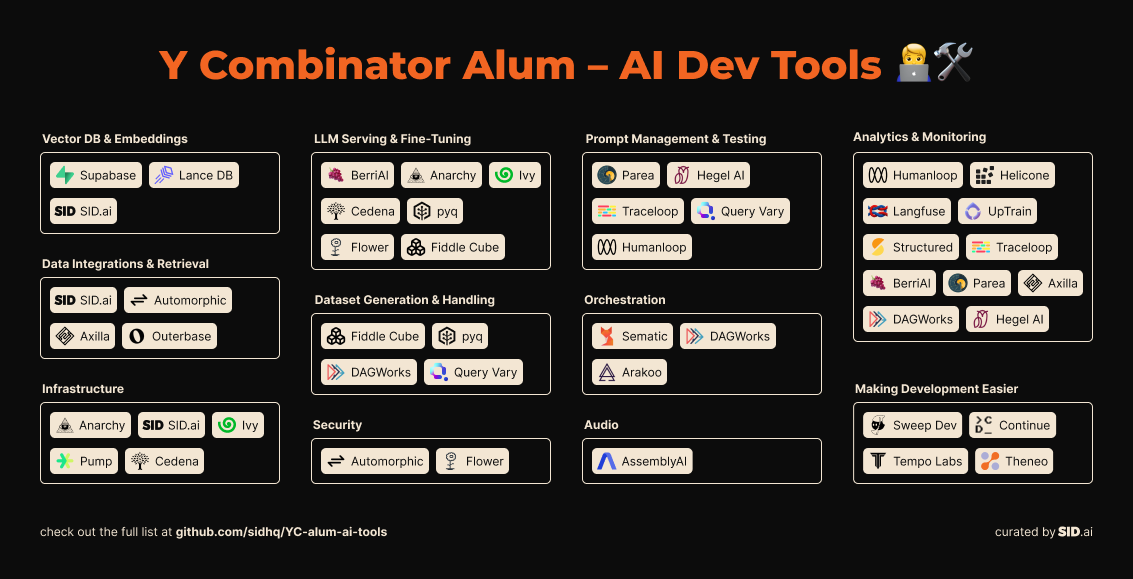 Y Combinator Alum – AI Dev Tools
Vector DB & Embeddings
Supabase
Lance DB
SID SID.ai
Data Integrations & Retrieval
SID SID.ai
Automorphic
Axilla
Outerbase
Infrastructure
Anarchy
SID SID.ai
Ivy
Pump
Cedena
LLM Serving & Fine-Tuning
BerriAI
Anarchy
Ivy
Cedena
pyq
Flower
Fiddle Cube
Dataset Generation & Handling
Fiddle Cube
pyq
DAGWorks
Query Vary
Security
Automorphic
Flower
Prompt Management & Testing
Parea
Hegel AI
Traceloop
Query Vary
Humanloop
Orchestration
Sematic
DAGWorks
Arakoo
Audio
AssemblyAI
Analytics & Monitoring
Humanloop
Helicone
Langfuse
UpTrain
Structured
Traceloop
BerriAI
Parea
Axilla
DAGWorks
Hegel AI
Making Development Easier
Sweep Dev
Continue
Tempo Labs
Theneo
check out the full list at github.com/sidhq/YC-alum-ai-tools
curated by SID.ai